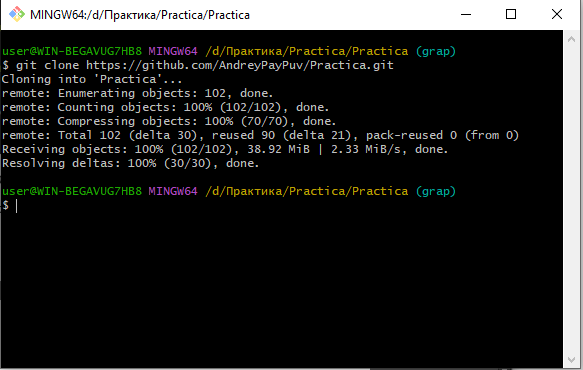 MINGW64:/d/Практика/Practica/Practica
user@WIN-BEGAVUG7HB8 MINGW64 /d/Практика/Practica/Practica (grap)
$ git clone https://github.com/AndreyPayPuv/Practica.git
Cloning into 'Practica'...
remote: Enumerating objects: 102, done.
remote: Counting objects: 100% (102/102), done.
remote: Compressing objects: 100% (70/70), done.
remote: Total 102 (delta 30), reused 90 (delta 21), pack-reused 0 (from 0)
Receiving objects: 100% (102/102), 38.92 MiB | 2.33 MiB/s, done.
Resolving deltas: 100% (30/30), done.
user@WIN-BEGAVUG7HB8 MINGW64 /d/Практика/Practica/Practica (grap)
$